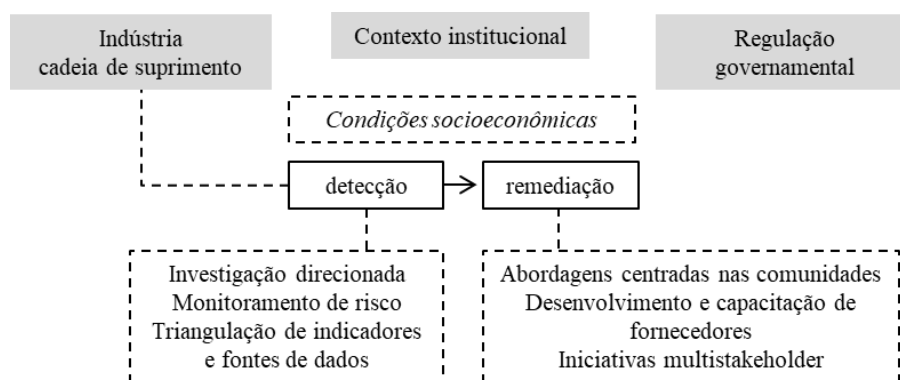 Indústria
cadeia de suprimento
Contexto institucional
Regulação
governamental
Condições socioeconômicas
detecção
remediação
Investigação direcionada
Monitoramento de risco
Triangulação de indicadores
e fontes de dados
Abordagens centradas nas comunidades
Desenvolvimento e capacitação de
fornecedores
Iniciativas multistakeholder